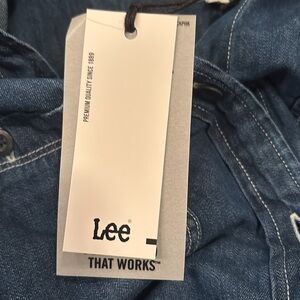 PREMIUM QUALITY SINCE 1889
Lee®
THAT WORKS™